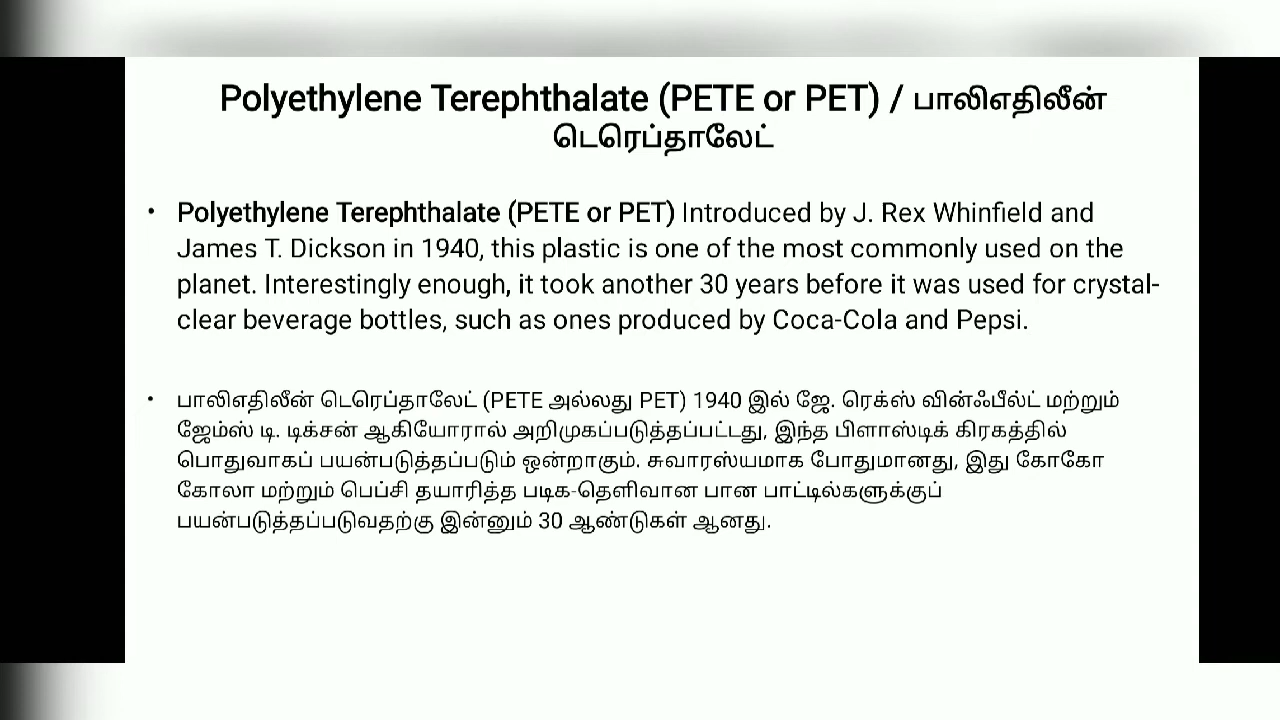 Polyethylene Terephthalate (PETE or PET) / பாலிஎதிலீன்
டெரெப்தாலேட்
• Polyethylene Terephthalate (PETE or PET) Introduced by J. Rex Whinfield and
James T. Dickson in 1940, this plastic is one of the most commonly used on the
planet. Interestingly enough, it took another 30 years before it was used for crystal-
clear beverage bottles, such as ones produced by Coca-Cola and Pepsi.
• பாலிஎதிலீன் டெரெப்தாலேட் (PETE அல்லது PET) 1940 இல் ஜே. ரெக்ஸ் வின்ஃபீல்ட் மற்றும்
ஜேம்ஸ் டி. டிக்சன் ஆகியோரால் அறிமுகப்படுத்தப்பட்டது, இந்த பிளாஸ்டிக் கிரகத்தில்
பொதுவாகப் பயன்படுத்தப்படும் ஒன்றாகும். சுவாரஸ்யமாக போதுமானது, இது கோகோ
கோலா மற்றும் பெப்சி தயாரித்த படிக-தெளிவான பான பாட்டில்களுக்குப்
பயன்படுத்தப்படுவதற்கு இன்னும் 30 ஆண்டுகள் ஆனது.